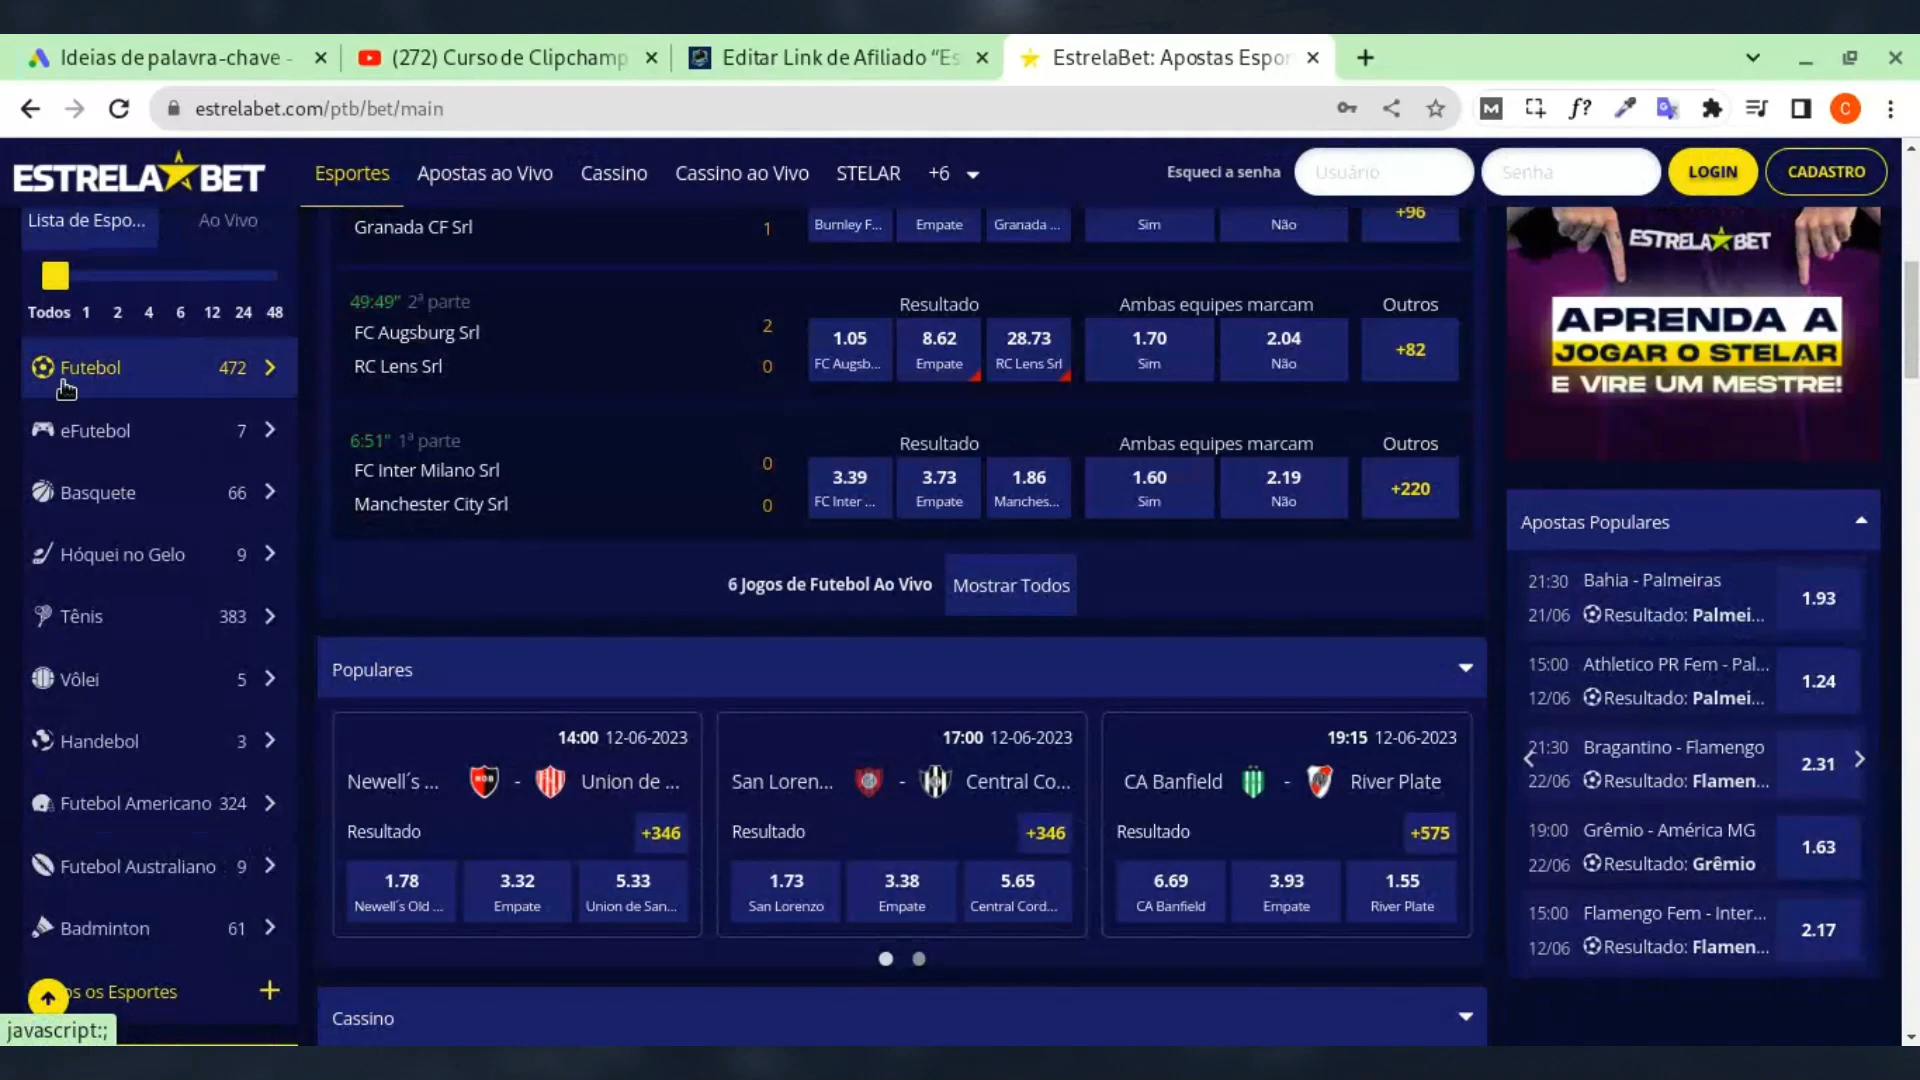 Ideias de palavra-chave -
(272) Curso de Clipchamp
Editar Link de Afiliado “Es
EstrelaBet: Apostas Espor
estrelabet.com/ptb/bet/main
ESTRELA BET
Esportes
Apostas ao Vivo
Cassino
Cassino ao Vivo
STELAR
+6
Esqueci a senha
Usuário
Senha
LOGIN
CADASTRO
Lista de Espo...
Ao Vivo
Todos 1 2 4 6 12 24 48
Futebol 472
eFutebol 7
Basquete 66
Hóquei no Gelo 9
Tênis 383
Vôlei 5
Handebol 3
Futebol Americano 324
Futebol Australiano 9
Badminton 61
os os Esportes +
javascript:;
Granada CF Srl 1
Burnley F... Empate Granada ... Sim Não +96
49:49" 2ª parte
FC Augsburg Srl 2
RC Lens Srl 0
Resultado Ambas equipes marcam Outros
1.05 8.62 28.73 1.70 2.04 +82
FC Augsb... Empate RC Lens Srl Sim Não
6:51" 1ª parte
FC Inter Milano Srl 0
Manchester City Srl 0
Resultado Ambas equipes marcam Outros
3.39 3.73 1.86 1.60 2.19 +220
FC Inter ... Empate Manches... Sim Não
6 Jogos de Futebol Ao Vivo Mostrar Todos
Populares
14:00 12-06-2023
Newell´s ... - Union de ...
Resultado +346
1.78 3.32 5.33
Newell´s Old ... Empate Union de San...
17:00 12-06-2023
San Loren... - Central Co...
Resultado +346
1.73 3.38 5.65
San Lorenzo Empate Central Cord...
19:15 12-06-2023
CA Banfield - River Plate
Resultado +575
6.69 3.93 1.55
CA Banfield Empate River Plate
Cassino
ESTRELA BET
APRENDA A
JOGAR O STELAR
E VIRE UM MESTRE!
Apostas Populares
21:30 Bahia - Palmeiras
21/06 Resultado: Palmei... 1.93
15:00 Athletico PR Fem - Pal...
12/06 Resultado: Palmei... 1.24
21:30 Bragantino - Flamengo
22/06 Resultado: Flamen... 2.31
19:00 Grêmio - América MG
22/06 Resultado: Grêmio 1.63
15:00 Flamengo Fem - Inter...
12/06 Resultado: Flamen... 2.17